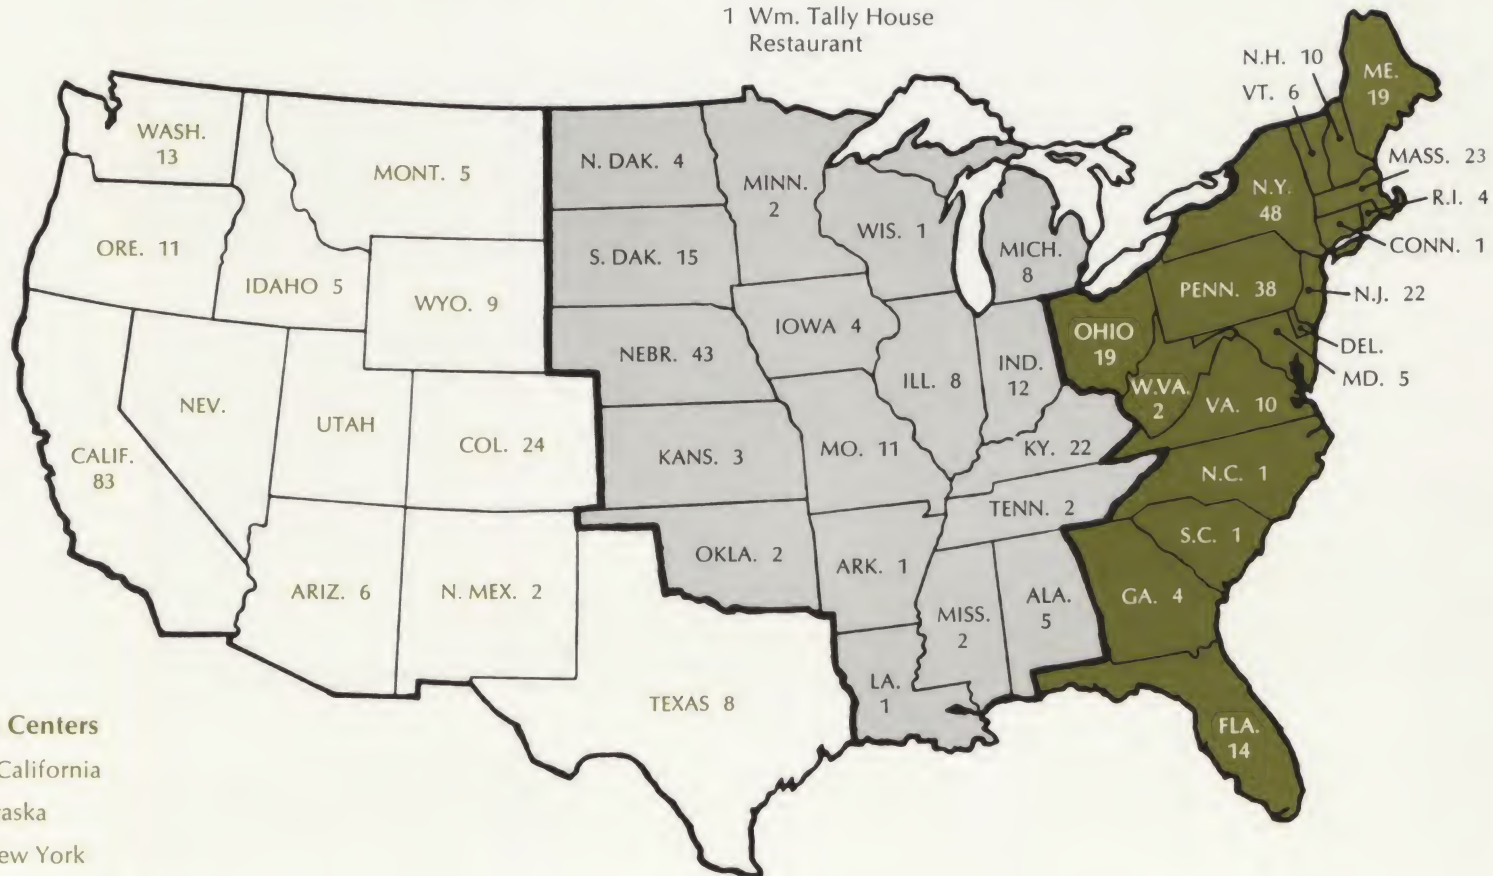 1 Wm. Tally House
Restaurant
N.H. 10
VT. 6
ME.
19
MASS. 23
R.I. 4
CONN. 1
N.J. 22
DEL.
MD. 5
WASH.
13
MONT. 5
N. DAK. 4
MINN.
2
ORE. 11
IDAHO 5
WYO. 9
S. DAK. 15
WIS. 1
MICH.
8
N.Y.
48
PENN. 38
NEV.
UTAH
COL. 24
NEBR. 43
IOWA 4
ILL. 8
IND.
12
OHIO
19
W.VA.
2
VA. 10
CALIF.
83
KANS. 3
MO. 11
KY. 22
N.C. 1
TENN. 2
S.C. 1
ARIZ. 6
N. MEX. 2
OKLA. 2
ARK. 1
MISS.
2
ALA.
5
GA. 4
TEXAS 8
LA.
1
FLA.
14
Centers
California
aska
ew York